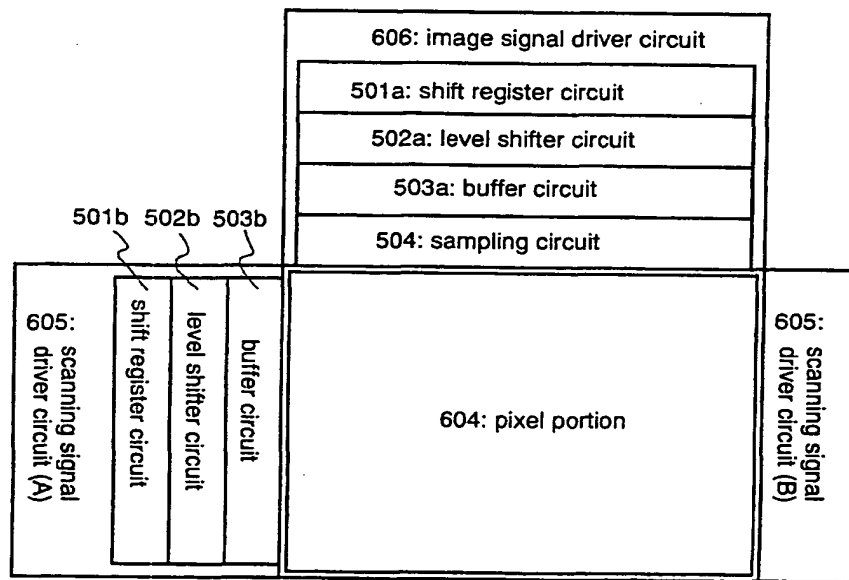 606: image signal driver circuit
501a: shift register circuit
502a: level shifter circuit
503a: buffer circuit
504: sampling circuit
501b 502b 503b
605:
scanning signal
driver circuit (A)
shift register circuit
level shifter circuit
buffer circuit
604: pixel portion
605:
scanning signal
driver circuit (B)